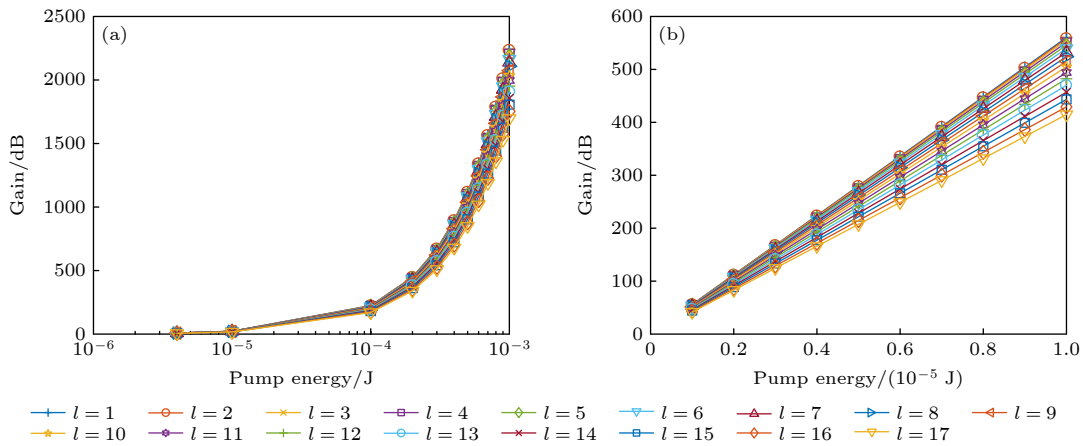 (a)
Gain/dB
2500
2000
1500
1000
500
0
10⁻⁶
10⁻⁵
10⁻⁴
10⁻³
Pump energy/J
(b)
Gain/dB
600
500
400
300
200
100
0
0
0.2
0.4
0.6
0.8
1.0
Pump energy/(10⁻⁵ J)
l = 1
l = 2
l = 3
l = 4
l = 5
l = 6
l = 7
l = 8
l = 9
l = 10
l = 11
l = 12
l = 13
l = 14
l = 15
l = 16
l = 17